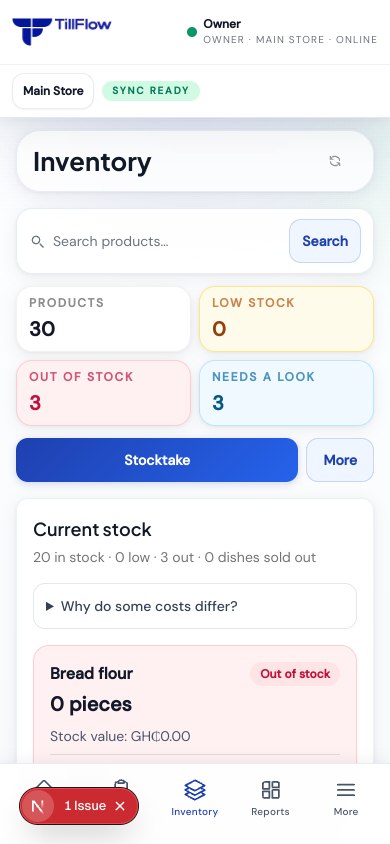 TillFlow
Owner
OWNER · MAIN STORE · ONLINE
Main Store
SYNC READY
Inventory
Search products...
Search
PRODUCTS
30
LOW STOCK
0
OUT OF STOCK
3
NEEDS A LOOK
3
Stocktake
More
Current stock
20 in stock · 0 low · 3 out · 0 dishes sold out
Why do some costs differ?
Bread flour
Out of stock
0 pieces
Stock value: GH₵0.00
N
1 Issue
Inventory
Reports
More